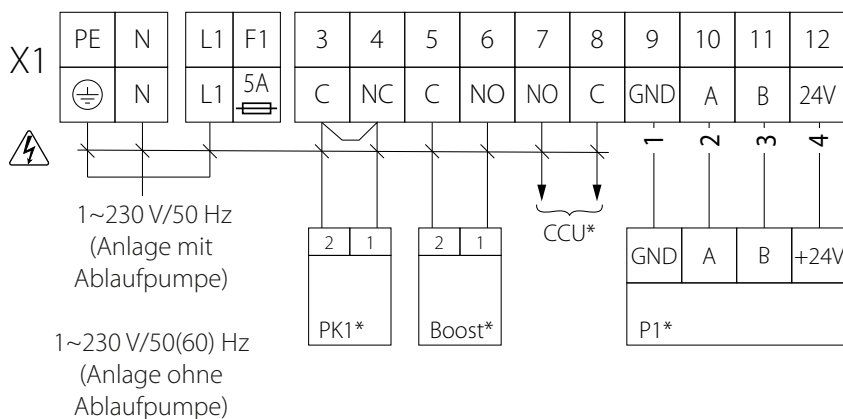 X1
PE N L1 F1 3 4 5 6 7 8 9 10 11 12
N L1 5A C NC C NO NO C GND A B 24V
1 2 3 4
1~230 V/50 Hz
(Anlage mit
Ablaufpumpe)
2 1 2 1 CCU*
GND A B +24V
PK1* Boost* P1*
1~230 V/50(60) Hz
(Anlage ohne
Ablaufpumpe)